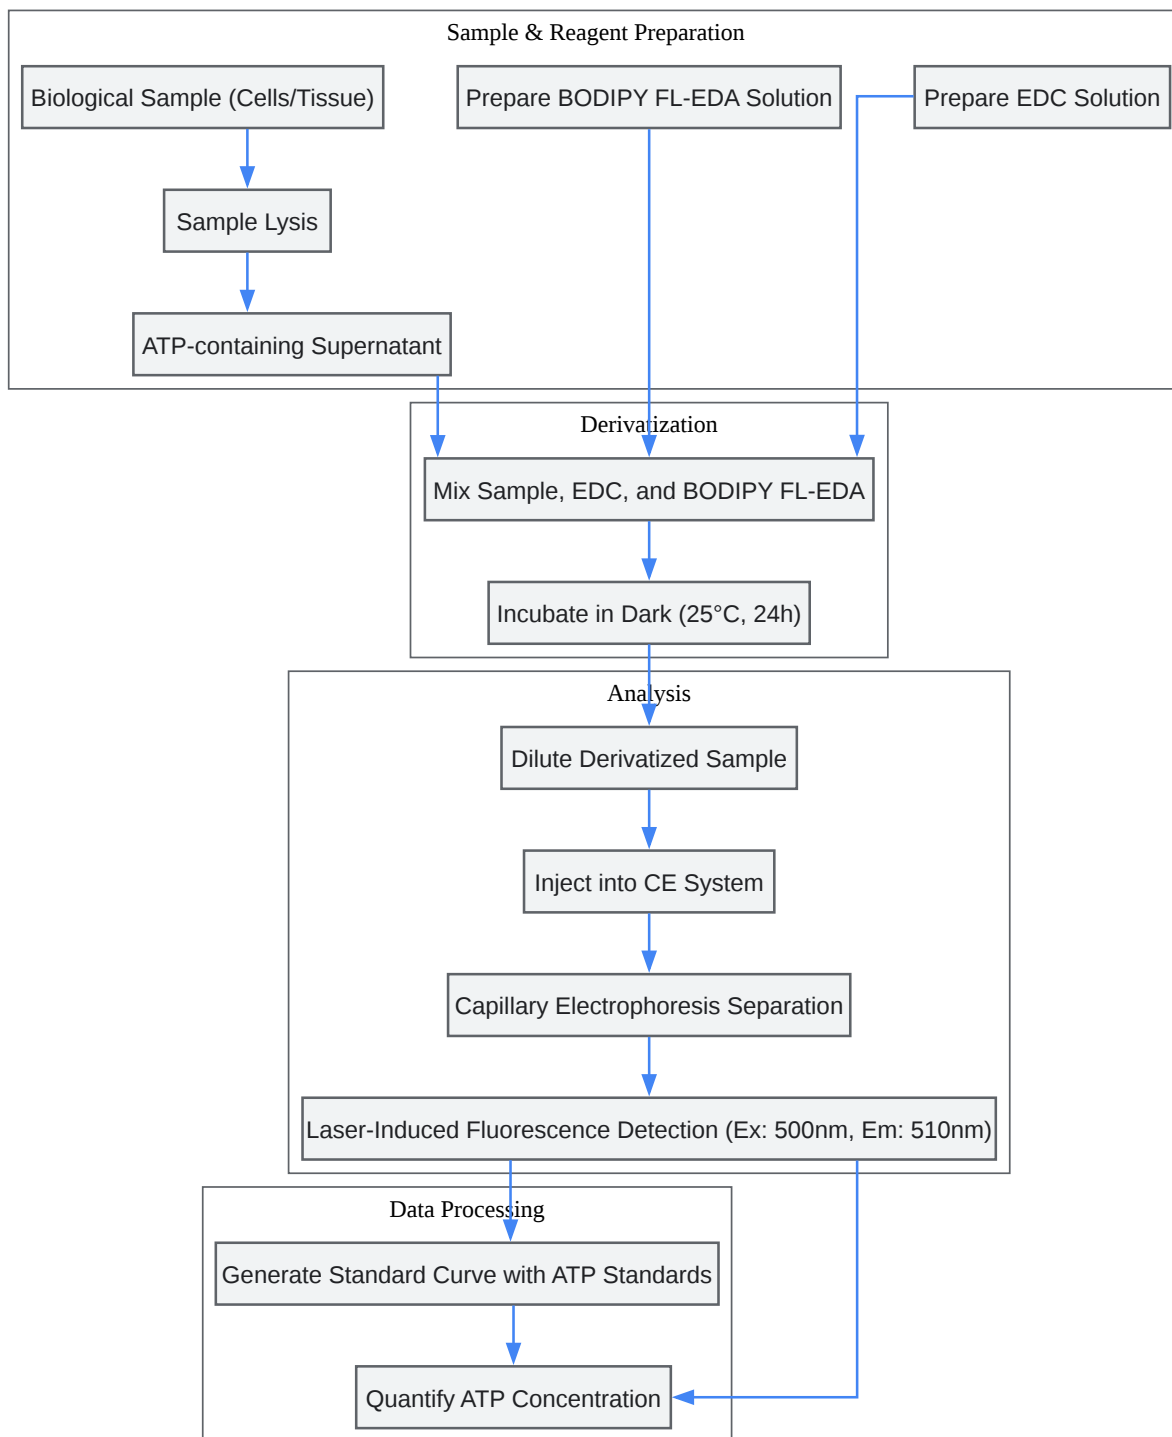 Sample & Reagent Preparation
Biological Sample (Cells/Tissue)
Prepare BODIPY FL-EDA Solution
Prepare EDC Solution
Sample Lysis
ATP-containing Supernatant
Derivatization
Mix Sample, EDC, and BODIPY FL-EDA
Incubate in Dark (25°C, 24h)
Analysis
Dilute Derivatized Sample
Inject into CE System
Capillary Electrophoresis Separation
Laser-Induced Fluorescence Detection (Ex: 500nm, Em: 510nm)
Data Processing
Generate Standard Curve with ATP Standards
Quantify ATP Concentration